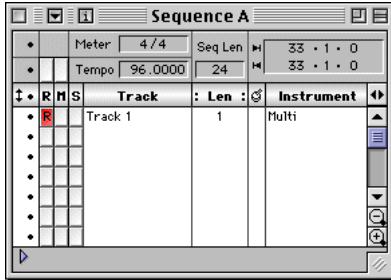 Sequence A
Meter 4/4 Seq Len 33 · 1 · 0
Tempo 96.0000 24 33 · 1 · 0
R M S Track : Len : Instrument
R Track 1 1 Multi